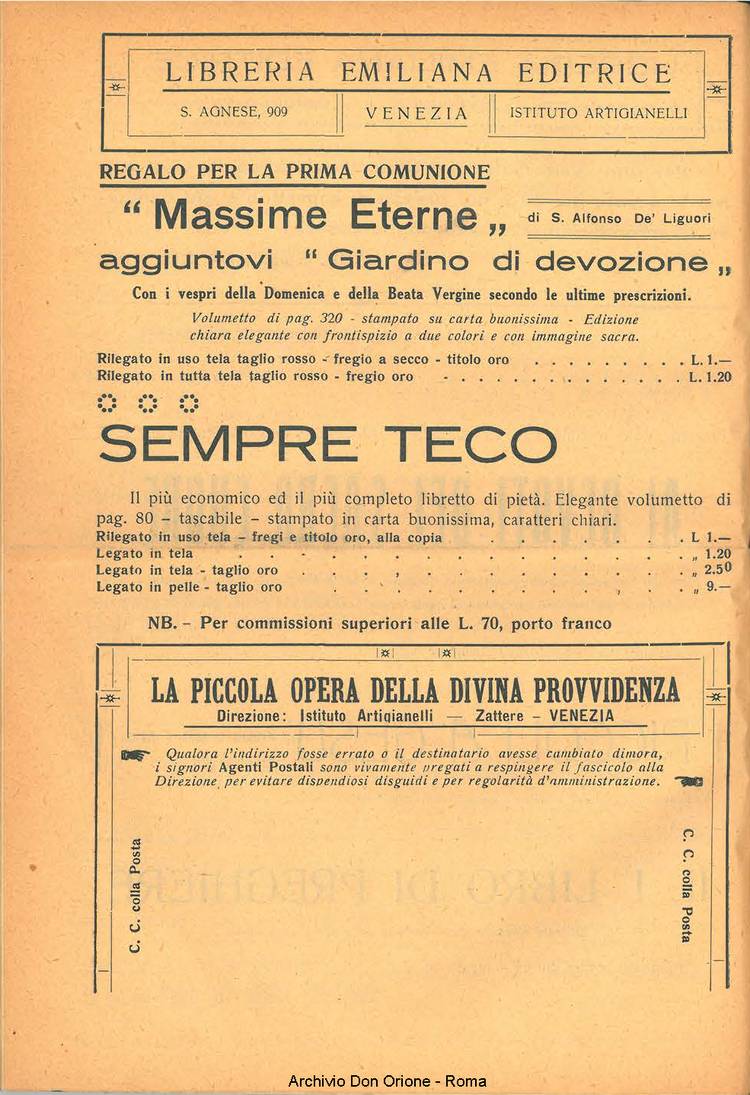 LIBRERIA EMILIANA EDITRICE
S. AGNESE, 909 VENEZIA ISTITUTO ARTIGIANELLI
REGALO PER LA PRIMA COMUNIONE
“ Massime Eterne „ di S. Alfonso De' Liguori
aggiuntovi “ Giardino di devozione „
Con i vespri della Domenica e della Beata Vergine secondo le ultime prescrizioni.
Volumetto di pag. 320 - stampato su carta buonissima - Edizione
chiara elegante con frontispizio a due colori e con immagine sacra.
Rilegato in uso tela taglio rosso - fregio a secco - titolo oro . . . . . . . . . L. 1.—
Rilegato in tutta tela taglio rosso - fregio oro - . . . . . . . . . . . . . L. 1.20
SEMPRE TECO
Il più economico ed il più completo libretto di pietà. Elegante volumetto di
pag. 80 – tascabile – stampato in carta buonissima, caratteri chiari.
Rilegato in uso tela – fregi e titolo oro, alla copia . . . . . . . . . L 1.—
Legato in tela . . . . . . . . . . . . . „ 1.20
Legato in tela - taglio oro . . . . . . . . . . . „ 2.50
Legato in pelle - taglio oro . . . . . . . . . . „ 9.—
NB. – Per commissioni superiori alle L. 70, porto franco
LA PICCOLA OPERA DELLA DIVINA PROVVIDENZA
Direzione: Istituto Artigianelli — Zattere – VENEZIA
Qualora l'indirizzo fosse errato o il destinatario avesse cambiato dimora,
i signori Agenti Postali sono vivamente pregati a respingere il fascicolo alla
Direzione per evitare dispendiosi disguidi e per regolarità d'amministrazione.
C. C. colla Posta
C. C. colla Posta
Archivio Don Orione - Roma